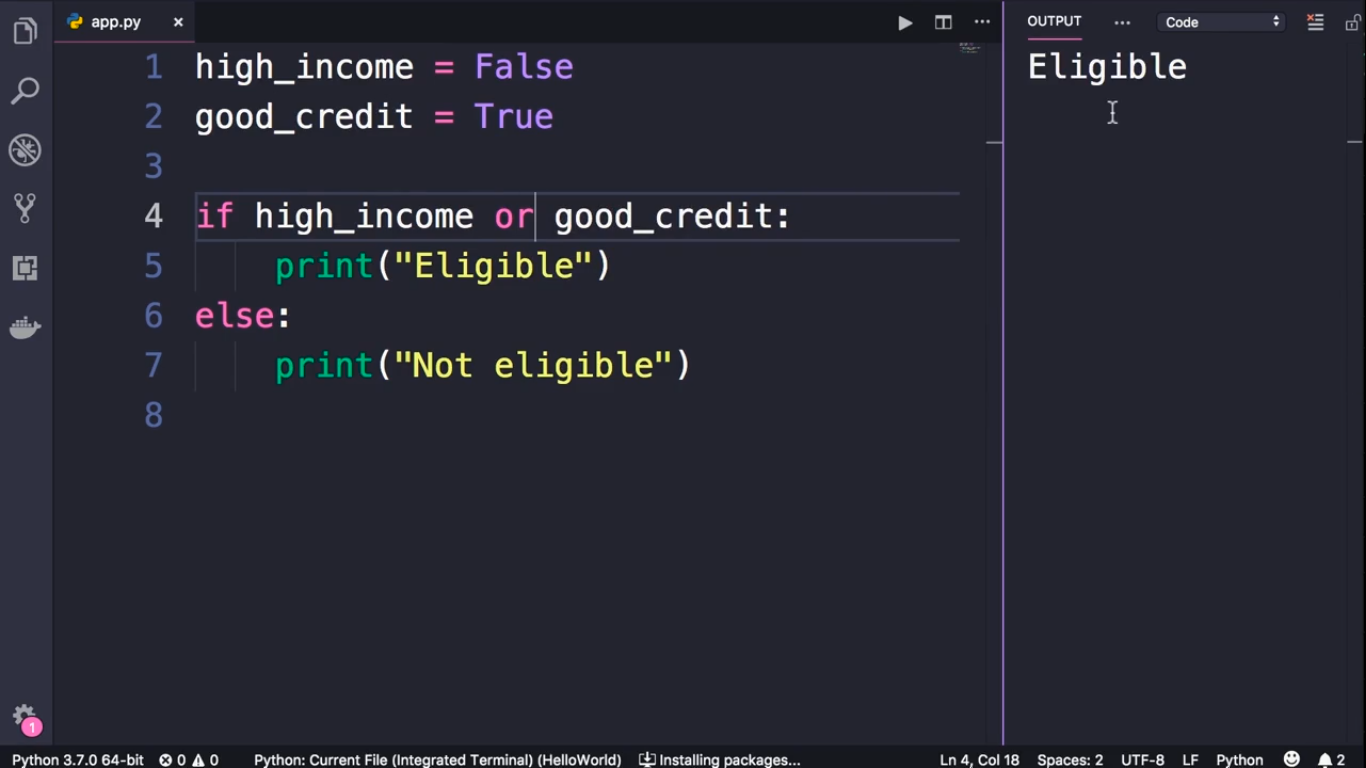 app.py
OUTPUT
Code
1 high_income = False
2 good_credit = True
3
4 if high_income or good_credit:
5 print("Eligible")
6 else:
7 print("Not eligible")
8
Eligible
1
Python 3.7.0 64-bit 0 0 Python: Current File (Integrated Terminal) (HelloWorld) Installing packages... Ln 4, Col 18 Spaces: 2 UTF-8 LF Python 2